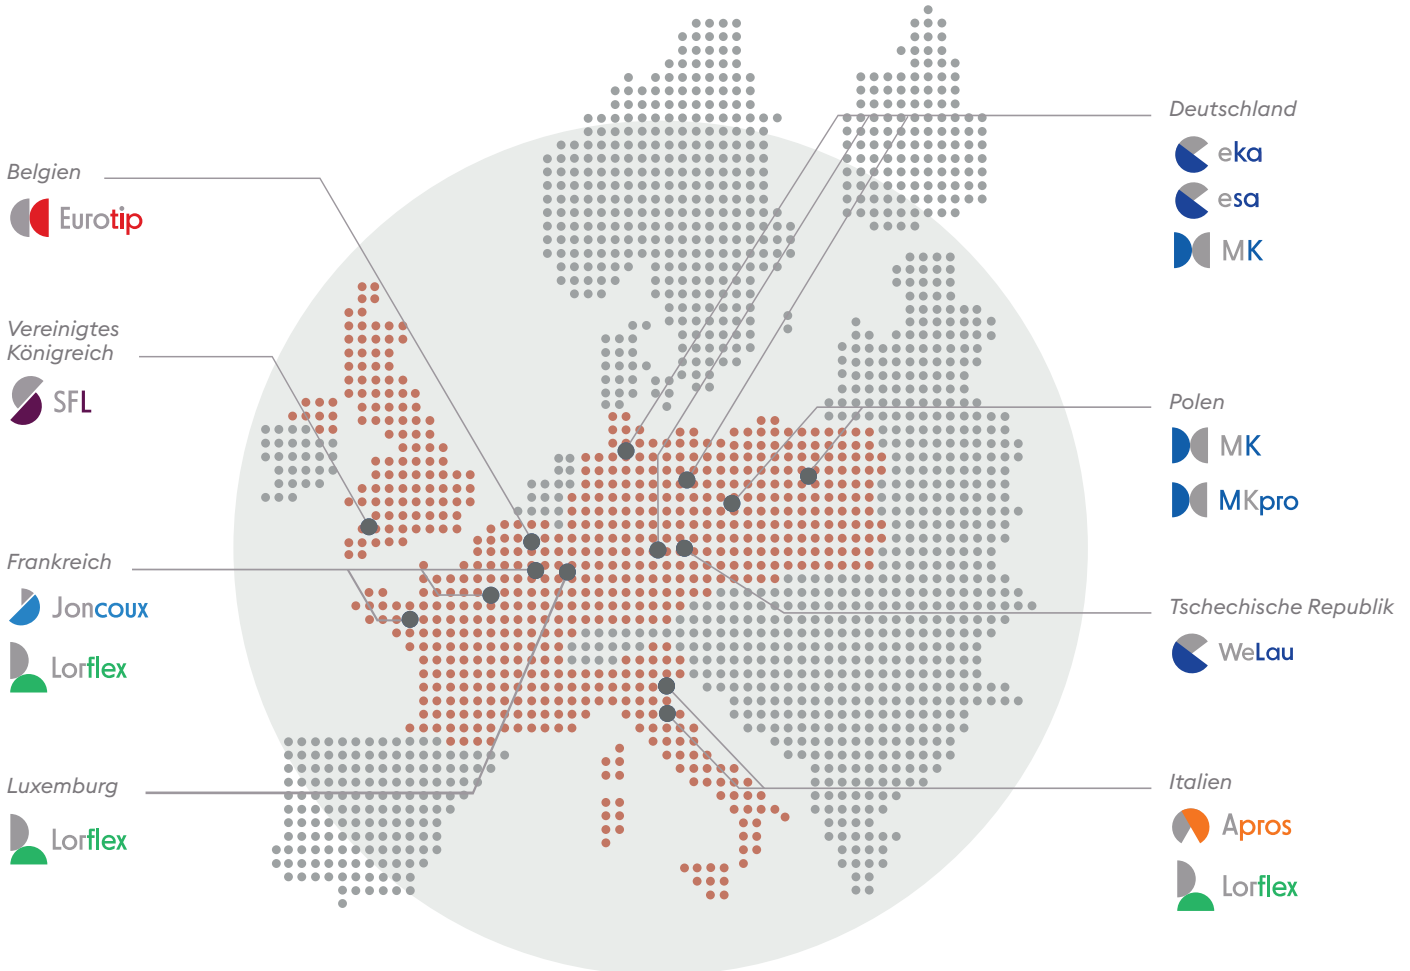 Belgien
Eurotip
Vereinigtes
Königreich
SFL
Frankreich
Joncoux
Lorflex
Luxemburg
Lorflex
Deutschland
eka
esa
MK
Polen
MK
MKpro
Tschechische Republik
WeLau
Italien
Apros
Lorflex